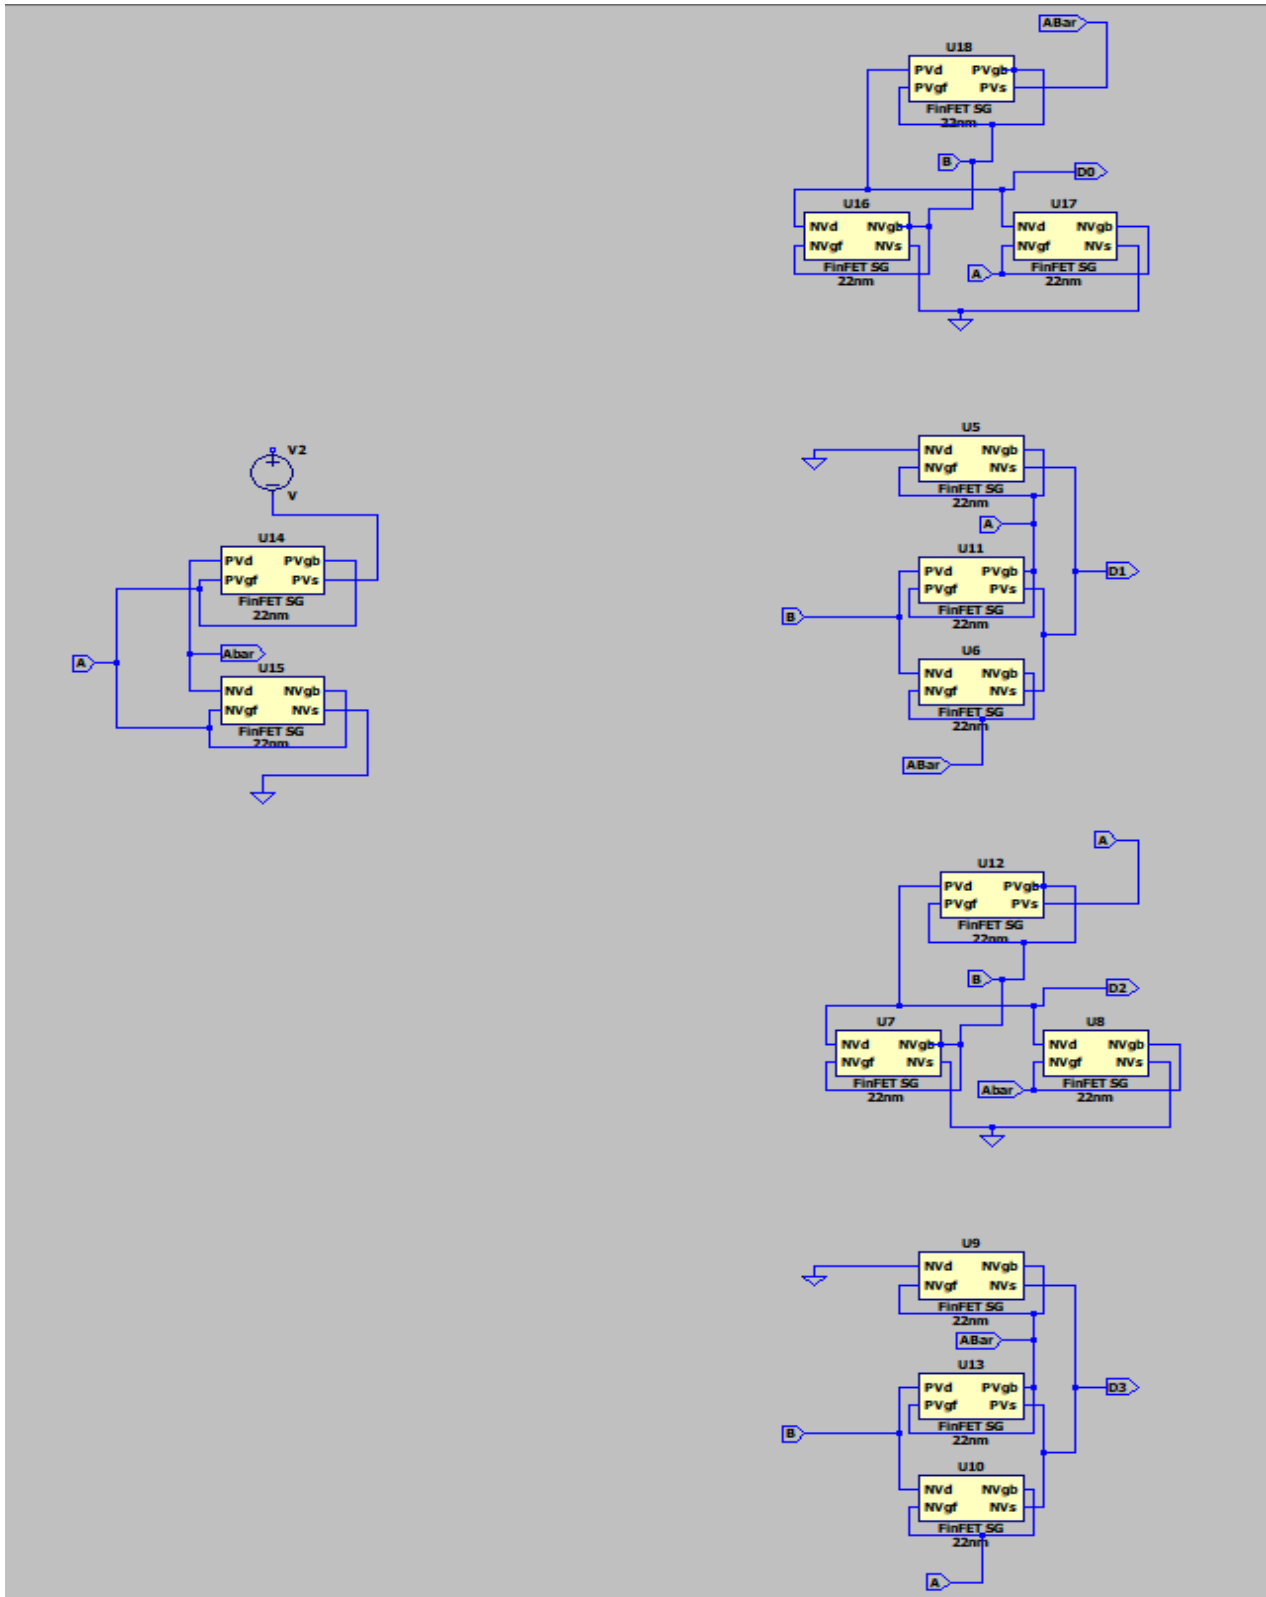 ABar
U18
PVd PVgb
PVgf PVs
FinFET SG
22nm
B
D0
U16
NVd NVgb
NVgf NVs
FinFET SG
22nm
U17
NVd NVgb
NVgf NVs
FinFET SG
22nm
A
V2
V
U14
PVd PVgb
PVgf PVs
FinFET SG
22nm
A
Abar
U15
NVd NVgb
NVgf NVs
FinFET SG
22nm
U5
NVd NVgb
NVgf NVs
FinFET SG
22nm
A
U11
PVd PVgb
PVgf PVs
FinFET SG
22nm
D1
B
U6
NVd NVgb
NVgf NVs
FinFET SG
22nm
ABar
A
U12
PVd PVgb
PVgf PVs
FinFET SG
22nm
B
D2
U7
NVd NVgb
NVgf NVs
FinFET SG
22nm
U8
NVd NVgb
NVgf NVs
FinFET SG
22nm
Abar
U9
NVd NVgb
NVgf NVs
FinFET SG
22nm
ABar
U13
PVd PVgb
PVgf PVs
FinFET SG
22nm
D3
B
U10
NVd NVgb
NVgf NVs
FinFET SG
22nm
A